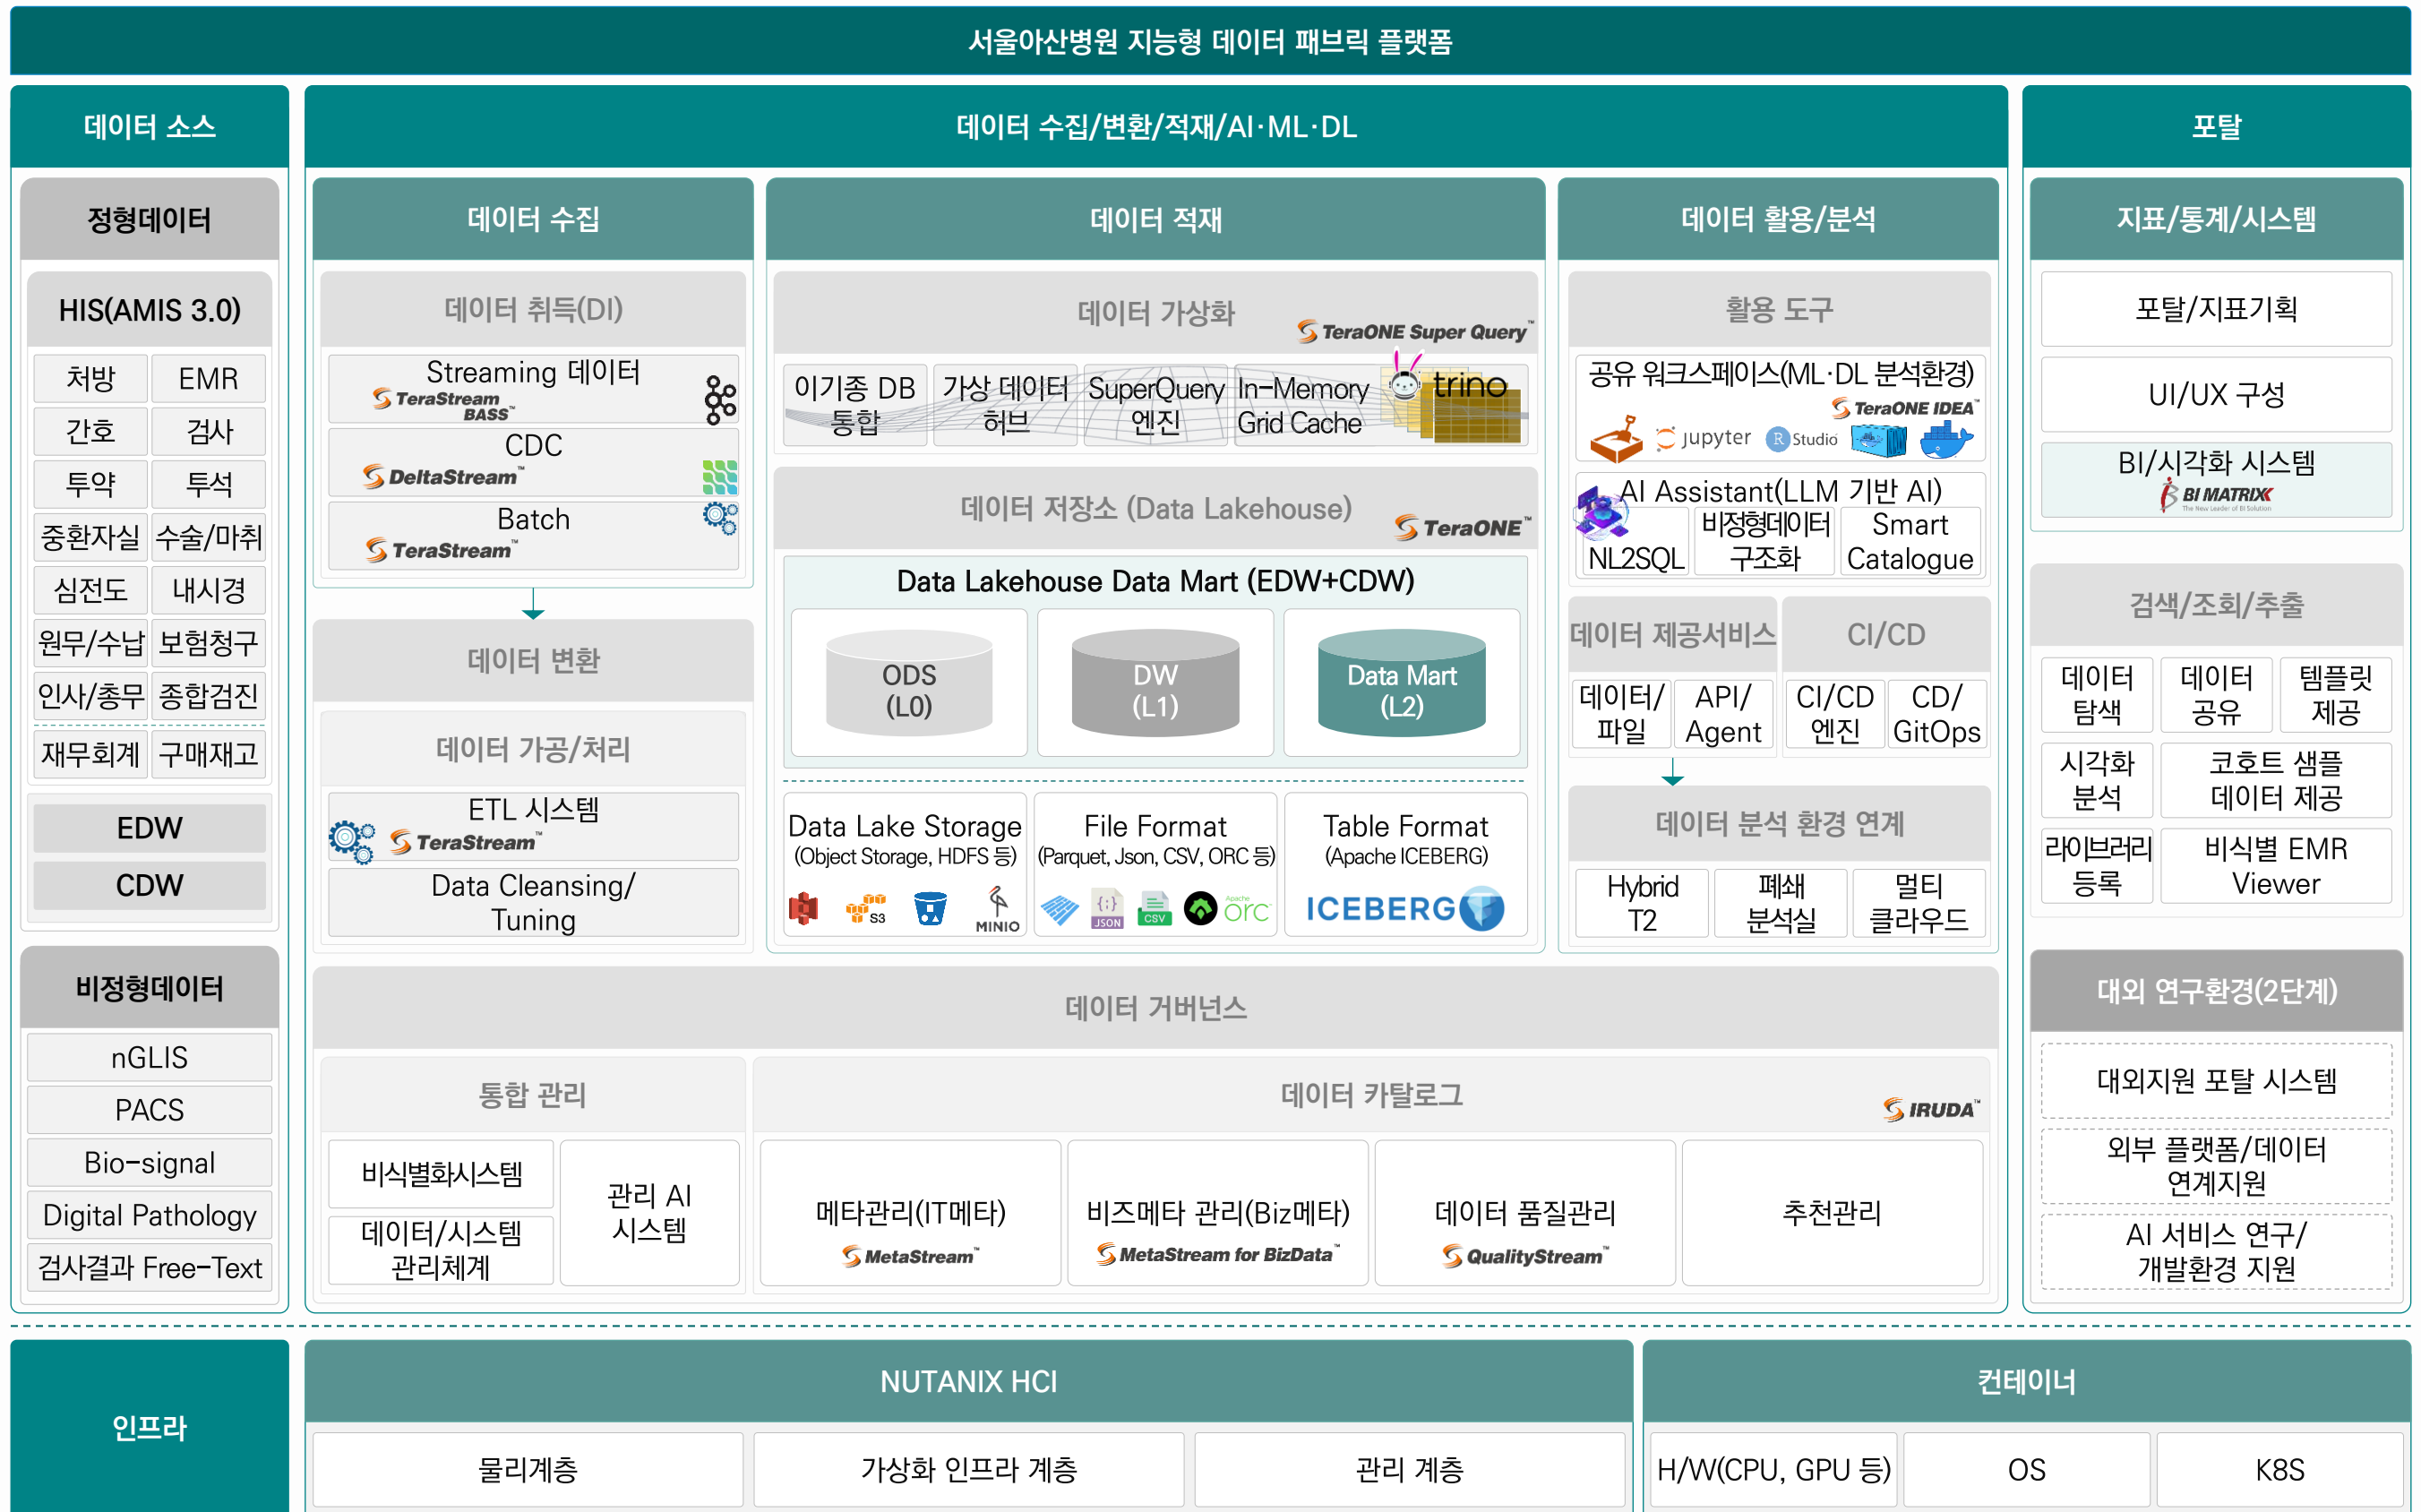 서울아산병원 지능형 데이터 패브릭 플랫폼
데이터 소스
정형데이터
HIS(AMIS 3.0)
처방 EMR
간호 검사
투약 투석
중환자실 수술/마취
심전도 내시경
원무/수납 보험청구
인사/총무 종합검진
재무회계 구매재고
EDW
CDW
비정형데이터
nGLIS
PACS
Bio-signal
Digital Pathology
검사결과 Free-Text
데이터 수집/변환/적재/AI·ML·DL
데이터 수집
데이터 취득(DI)
Streaming 데이터
TeraStream
BASS™
CDC
DeltaStream™
Batch
TeraStream™
데이터 변환
데이터 가공/처리
ETL 시스템
TeraStream™
Data Cleansing/
Tuning
데이터 적재
데이터 가상화
TeraONE Super Query™
이기종 DB
통합
가상 데이터
허브
SuperQuery
엔진
In-Memory
Grid Cache
trino
데이터 저장소 (Data Lakehouse)
TeraONE™
Data Lakehouse Data Mart (EDW+CDW)
ODS
(L0)
DW
(L1)
Data Mart
(L2)
Data Lake Storage
(Object Storage, HDFS 등)
S3
MINIO
File Format
(Parquet, Json, CSV, ORC 등)
JSON
CSV
Apache
orc
Table Format
(Apache ICEBERG)
ICEBERG
데이터 활용/분석
활용 도구
공유 워크스페이스(ML·DL 분석환경)
TeraONE IDEA™
jupyter
R Studio
AI Assistant(LLM 기반 AI)
NL2SQL
비정형데이터
구조화
Smart
Catalogue
데이터 제공서비스
데이터/
파일
API/
Agent
CI/CD
CI/CD
엔진
CD/
GitOps
데이터 분석 환경 연계
Hybrid
T2
폐쇄
분석실
멀티
클라우드
데이터 거버넌스
통합 관리
비식별화시스템
데이터/시스템
관리체계
관리 AI
시스템
데이터 카탈로그
IRUDA™
메타관리(IT메타)
MetaStream™
비즈메타 관리(Biz메타)
MetaStream for BizData™
데이터 품질관리
QualityStream™
추천관리
포탈
지표/통계/시스템
포탈/지표기획
UI/UX 구성
BI/시각화 시스템
BI MATRIX
The New Leader of BI Solution
검색/조회/추출
데이터
탐색
데이터
공유
템플릿
제공
시각화
분석
코호트 샘플
데이터 제공
라이브러리
등록
비식별 EMR
Viewer
대외 연구환경(2단계)
대외지원 포탈 시스템
외부 플랫폼/데이터
연계지원
AI 서비스 연구/
개발환경 지원
인프라
NUTANIX HCI
물리계층
가상화 인프라 계층
관리 계층
컨테이너
H/W(CPU, GPU 등)
OS
K8S